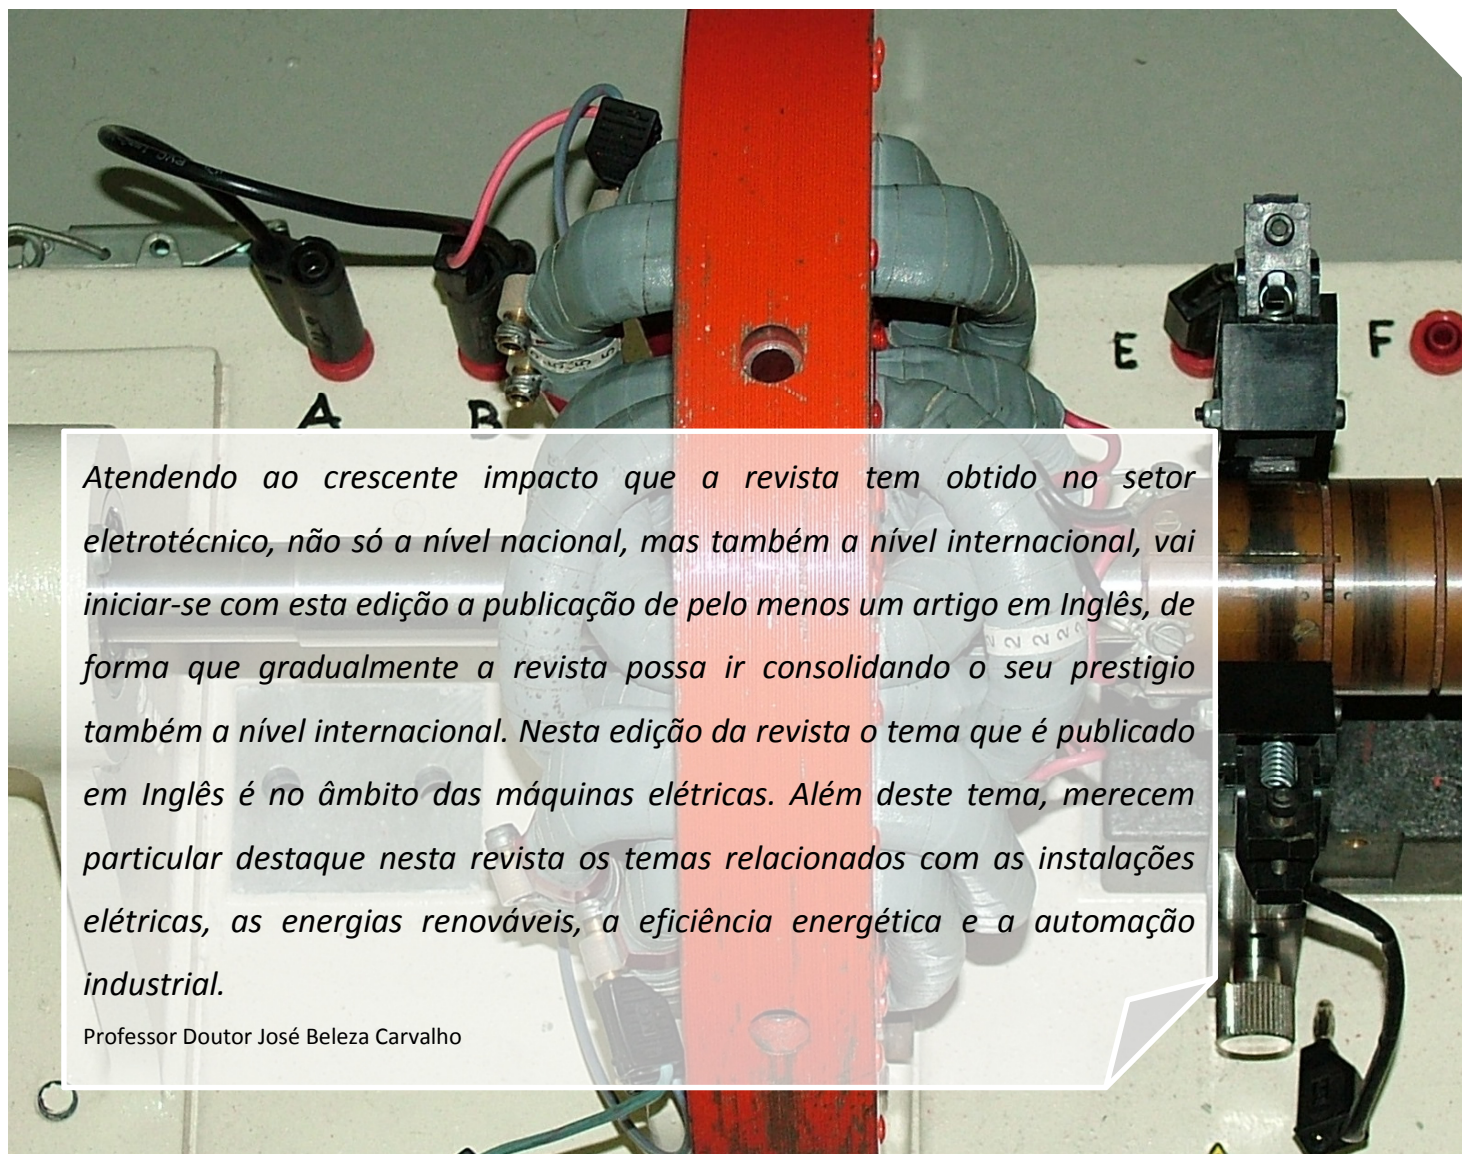 A
B
E
F
Atendendo ao crescente impacto que a revista tem obtido no setor
eletrotécnico, não só a nível nacional, mas também a nível internacional, vai
iniciar-se com esta edição a publicação de pelo menos um artigo em Inglês, de
forma que gradualmente a revista possa ir consolidando o seu prestigio
também a nível internacional. Nesta edição da revista o tema que é publicado
em Inglês é no âmbito das máquinas elétricas. Além deste tema, merecem
particular destaque nesta revista os temas relacionados com as instalações
elétricas, as energias renováveis, a eficiência energética e a automação
industrial.
Professor Doutor José Beleza Carvalho
2 2 2 2